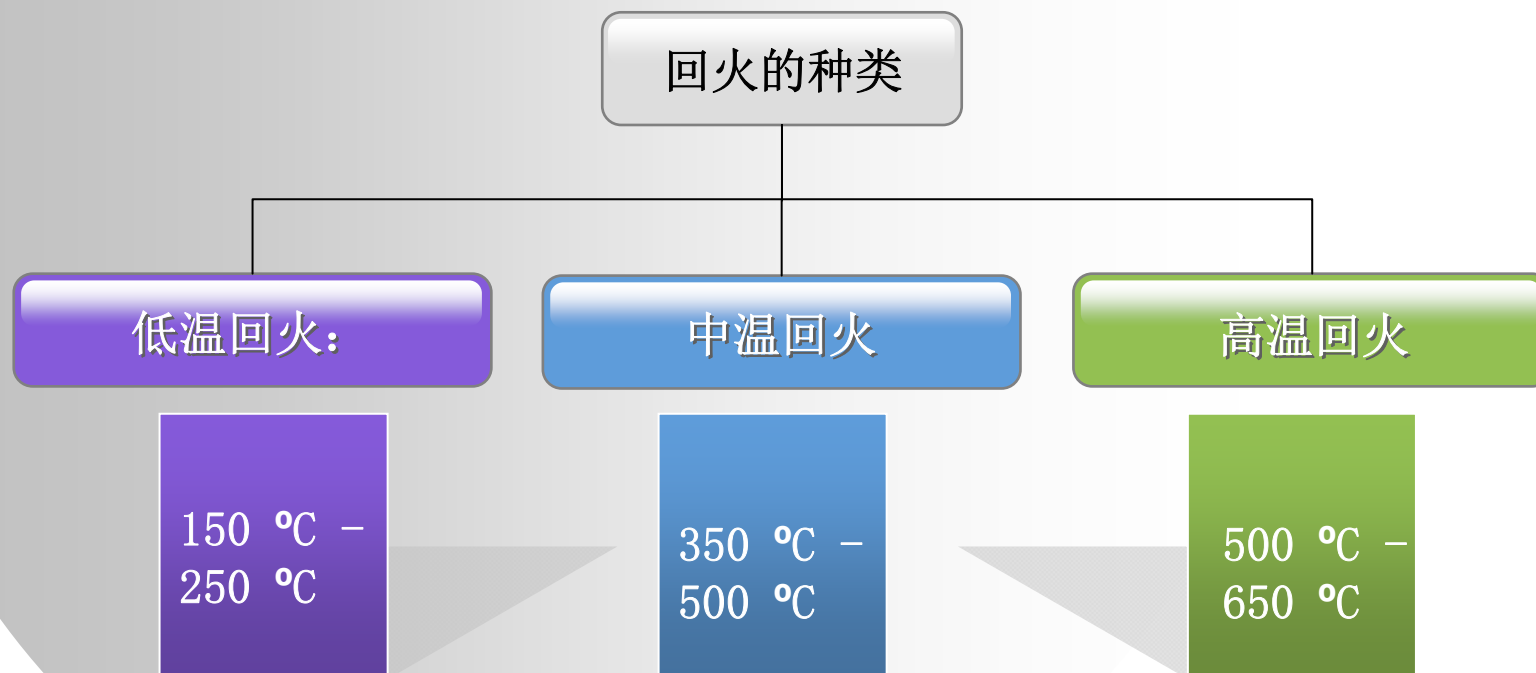 回火的种类
低温回火：
中温回火
高温回火
150 ºC -
250 ºC
350 ºC -
500 ºC
500 ºC -
650 ºC